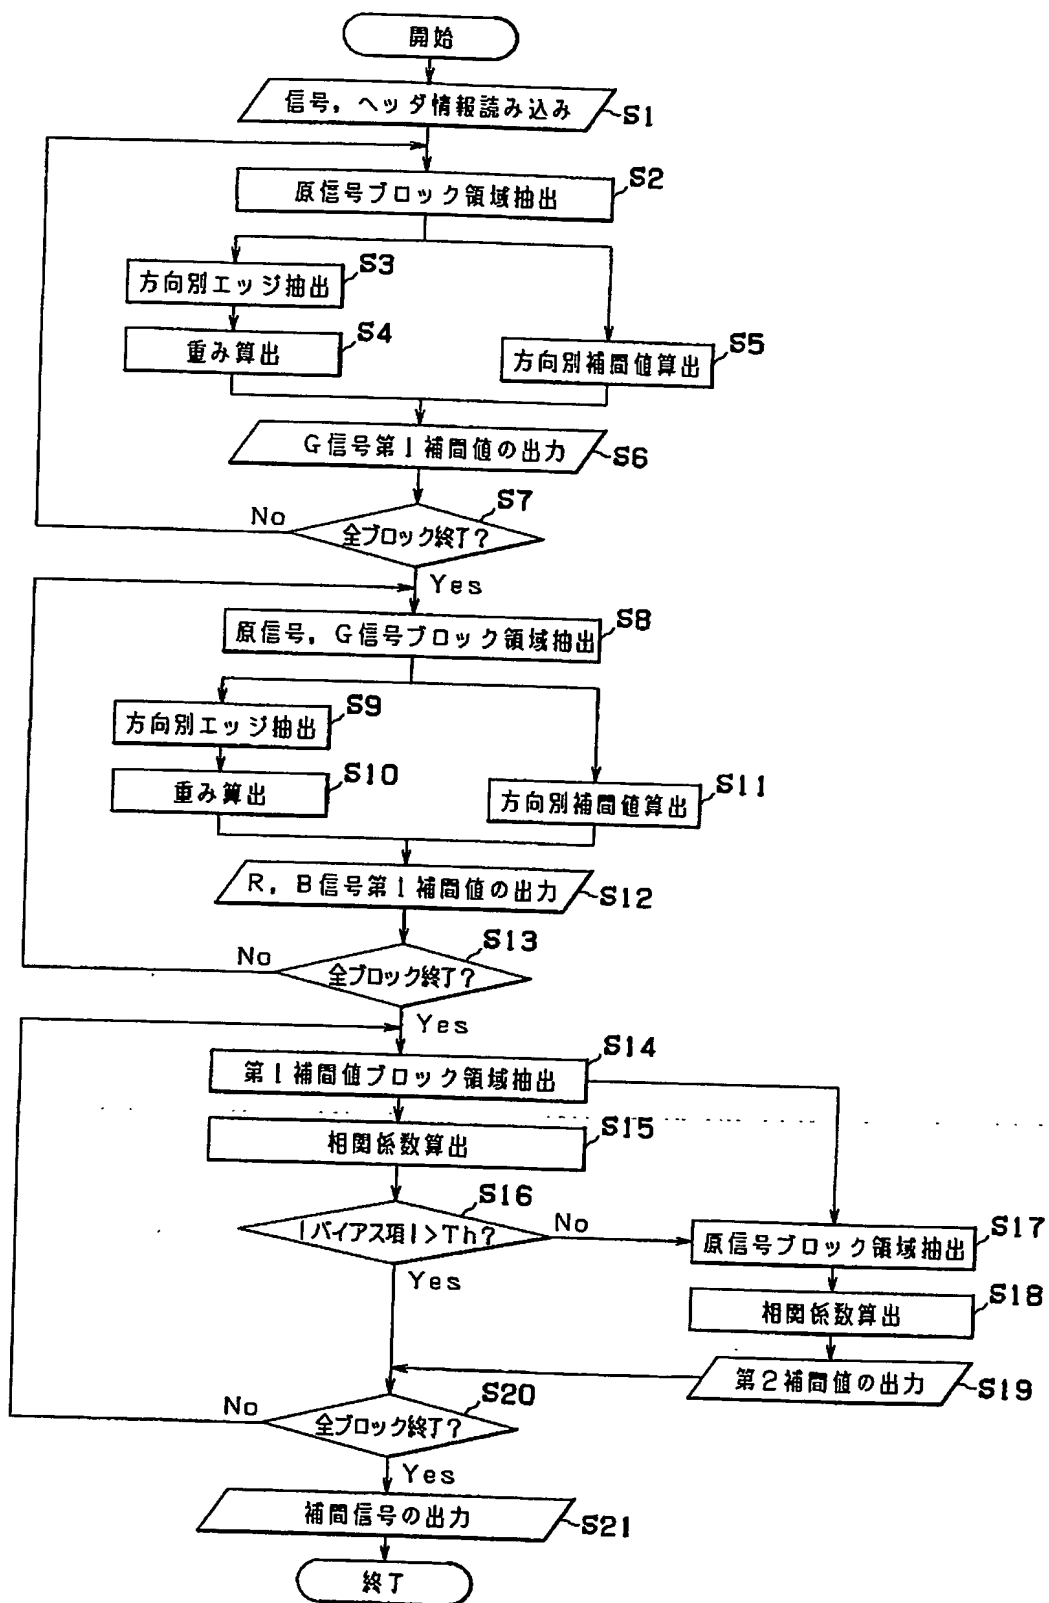 開始
信号，ヘッダ情報読み込み
S1
原信号ブロック領域抽出
S2
方向別エッジ抽出
S3
重み算出
S4
方向別補間値算出
S5
G信号第1補間値の出力
S6
全ブロック終了？
S7
No
Yes
原信号，G信号ブロック領域抽出
S8
方向別エッジ抽出
S9
重み算出
S10
方向別補間値算出
S11
R，B信号第1補間値の出力
S12
全ブロック終了？
S13
No
Yes
第1補間値ブロック領域抽出
S14
相関係数算出
S15
|バイアス項|>Th?
S16
No
Yes
原信号ブロック領域抽出
S17
相関係数算出
S18
第2補間値の出力
S19
全ブロック終了？
S20
No
Yes
補間信号の出力
S21
終了